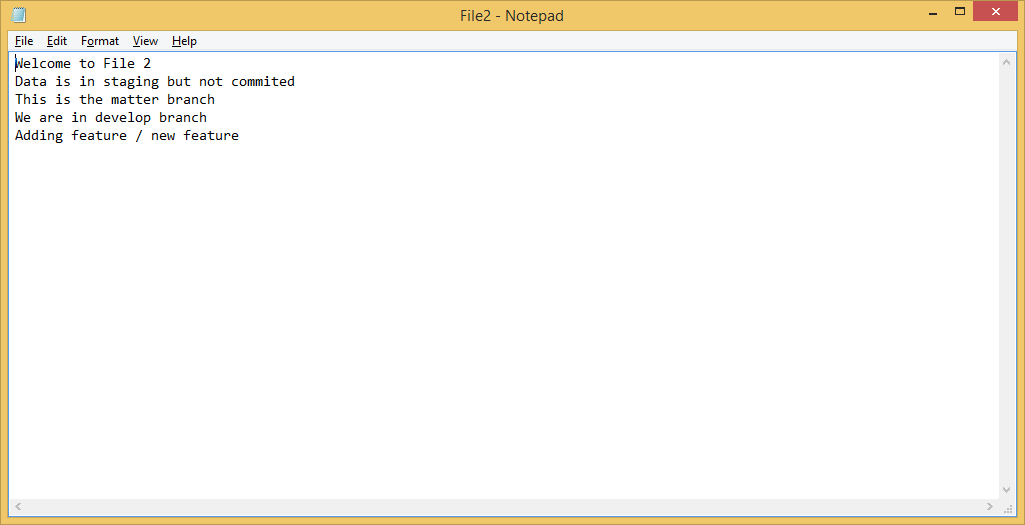 File2 - Notepad
File Edit Format View Help
Welcome to File 2
Data is in staging but not commited
This is the matter branch
We are in develop branch
Adding feature / new feature